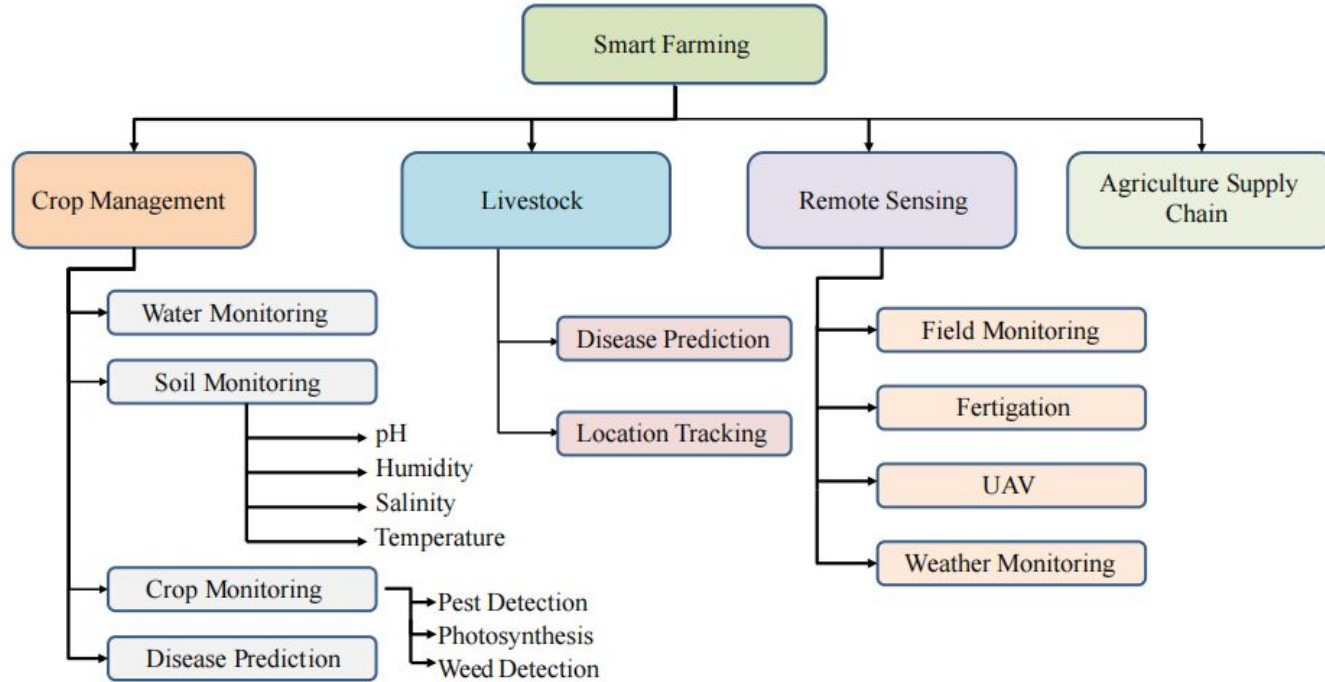 Smart Farming
Crop Management
Livestock
Remote Sensing
Agriculture Supply
Chain
Water Monitoring
Soil Monitoring
pH
Humidity
Salinity
Temperature
Crop Monitoring
Pest Detection
Photosynthesis
Weed Detection
Disease Prediction
Disease Prediction
Location Tracking
Field Monitoring
Fertigation
UAV
Weather Monitoring